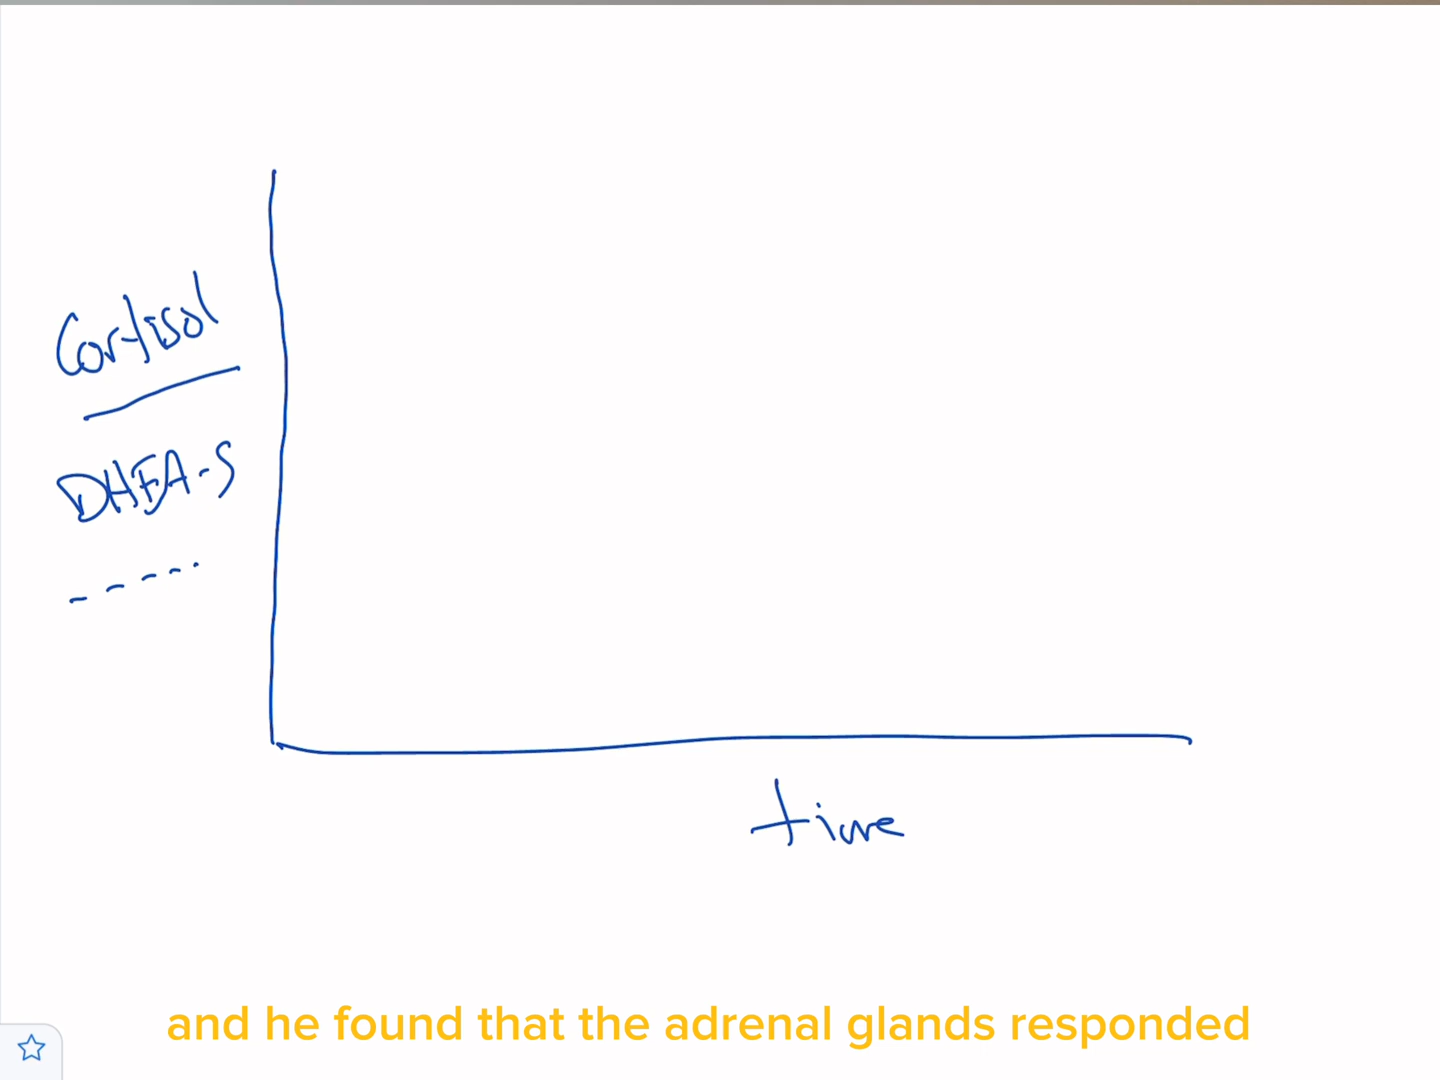 Cortisol
DHEA-S
time
and he found that the adrenal glands responded